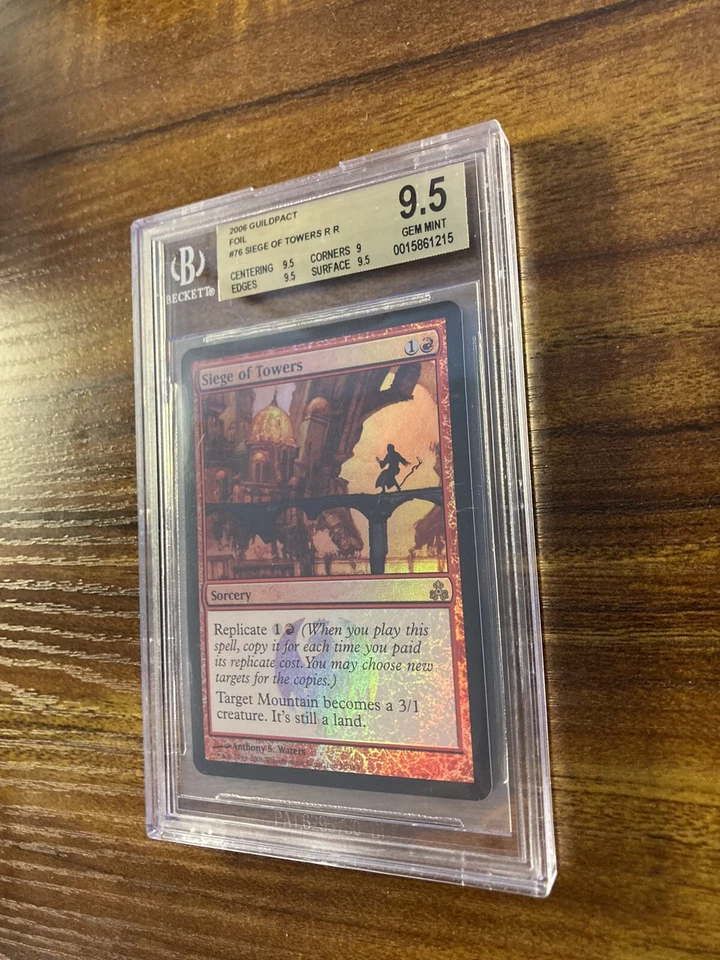 2006 GUILDPACT
FOIL
#76 SIEGE OF TOWERS R R
CENTERING 9.5 CORNERS 9
EDGES 9.5 SURFACE 9.5
9.5
GEM MINT
0015861215
B
BECKETT®
Siege of Towers
1
Sorcery
Replicate 1 (When you play this
spell, copy it for each time you paid
its replicate cost. You may choose new
targets for the copies.)
Target Mountain becomes a 3/1
creature. It's still a land.
Anthony S. Waters